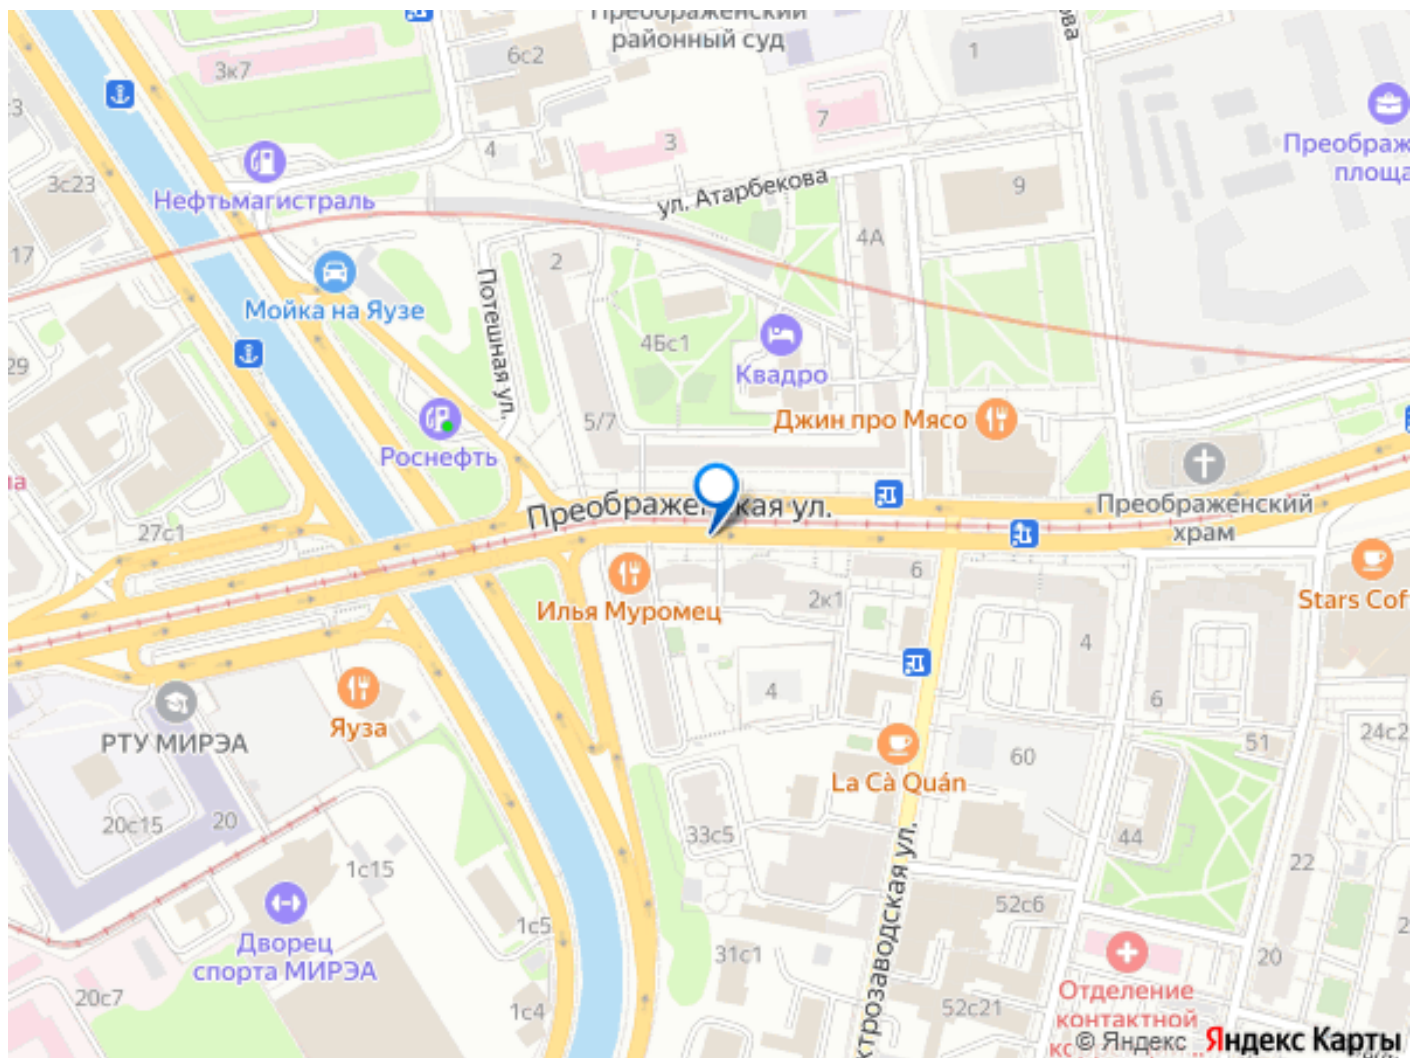 Преображенский
районный суд
6с2
1
3к7
7
Преображ
площа
3
4
3с23
9
Нефтьмагистраль
ул. Атарбекова
4А
17
2
Потешная ул.
Мойка на Яузе
4Бс1
29
Квадро
5/7
Джин про Мясо
Роснефть
Преображенский
храм
27с1
6
Илья Муромец
2к1
Stars Cof
4
4
6
Яуза
РТУ МИРЭА
24с2
51
60
La Cà Quán
20с15
20
33с5
44
1с15
22
Электрозаводская ул.
52с6
1с5
Дворец
спорта МИРЭА
31с1
20
20с7
1с4
52с21
Отделение
контактной
© Яндекс
Яндекс Карты